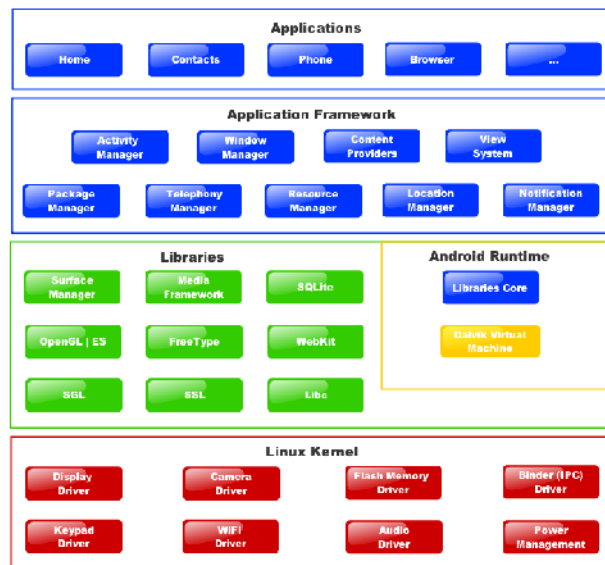 Applications
Home
Contacts
Phone
Browser
...
Application Framework
Activity
Manager
Window
Manager
Content
Providers
View
System
Package
Manager
Telephony
Manager
Resource
Manager
Location
Manager
Notification
Manager
Libraries
Surface
Manager
Media
Framework
SQLite
OpenGL | ES
FreeType
WebKit
SGL
SSL
Libc
Android Runtime
Libraries Core
Dalvik Virtual
Machine
Linux Kernel
Display
Driver
Camera
Driver
Flash Memory
Driver
Binder (IPC)
Driver
Keypad
Driver
WiFi
Driver
Audio
Driver
Power
Management